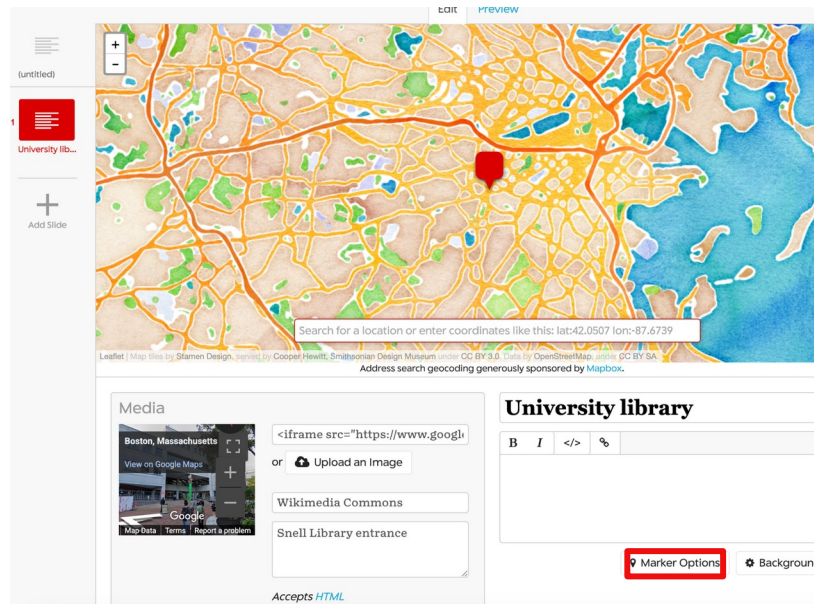 Edit Preview
+
−
(untitled)
1
University lib...
Add Slide
Search for a location or enter coordinates like this: lat:42.0507 lon:-87.6739
Leaflet | Map tiles by Stamen Design, served by Cooper Hewitt, Smithsonian Design Museum under CC BY 3.0. Data by OpenStreetMap, under CC BY SA.
Address search geocoding generously sponsored by Mapbox.
Media
Boston, Massachusetts
View on Google Maps
+
−
Google
Map Data Terms Report a problem
<iframe src="https://www.googl
or Upload an Image
Wikimedia Commons
Snell Library entrance
Accepts HTML
University library
B I </>
Marker Options
Backgroun